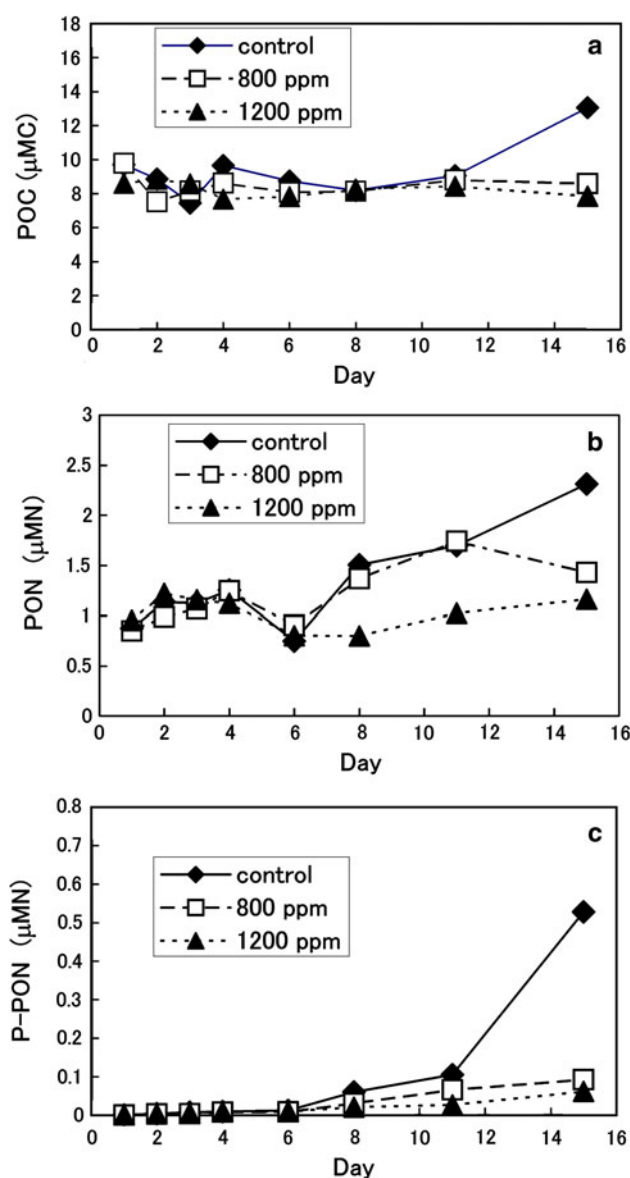 a
control
800 ppm
1200 ppm
18
16
14
12
10
8
6
4
2
0
POC (μMC)
0 2 4 6 8 10 12 14 16
Day
b
control
800 ppm
1200 ppm
3
2.5
2
1.5
1
0.5
0
PON (μMN)
0 2 4 6 8 10 12 14 16
Day
c
control
800 ppm
1200 ppm
0.8
0.7
0.6
0.5
0.4
0.3
0.2
0.1
0
P-PON (μMN)
0 2 4 6 8 10 12 14 16
Day